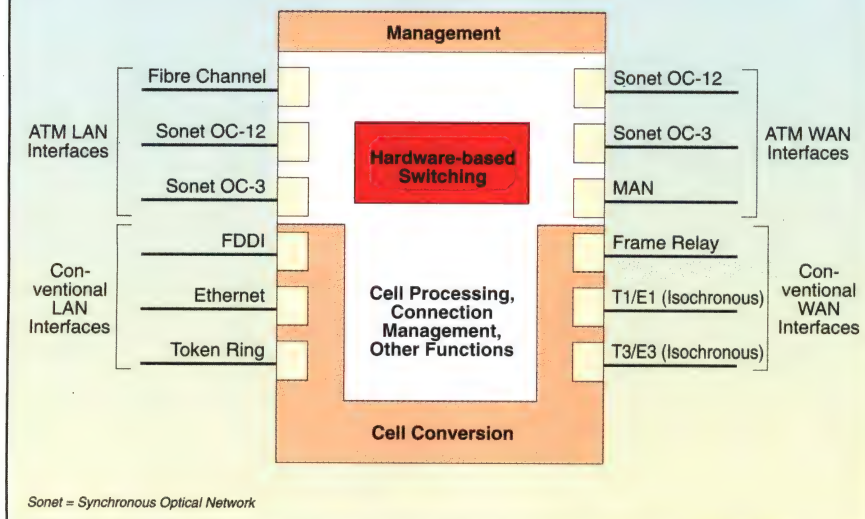 Management
Fibre Channel
Sonet OC-12
Sonet OC-3
ATM LAN
Interfaces
FDDI
Ethernet
Token Ring
Con-
ventional
LAN
Interfaces
Hardware-based
Switching
Cell Processing,
Connection
Management,
Other Functions
Cell Conversion
Sonet OC-12
Sonet OC-3
MAN
ATM WAN
Interfaces
Frame Relay
T1/E1 (Isochronous)
T3/E3 (Isochronous)
Con-
ventional
WAN
Interfaces
Sonet = Synchronous Optical Network